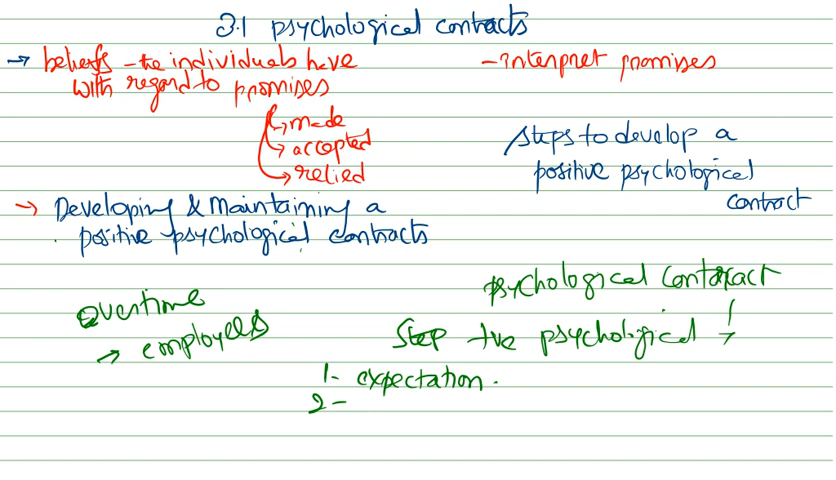 3.1 psychological contracts
→ beliefs - the individuals have
with regard to promises
→ made
→ accepted
→ relied
- interpret promises
Steps to develop a
positive psychological
contract
→ Developing & Maintaining a
positive psychological contracts
Overtime
→ employees
psychological contract
Step +ve psychological
1- expectation.
2-